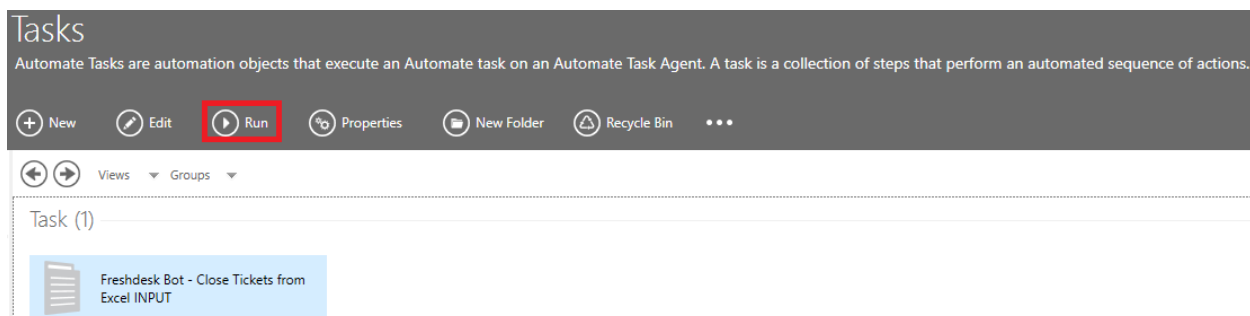 Tasks
Automate Tasks are automation objects that execute an Automate task on an Automate Task Agent. A task is a collection of steps that perform an automated sequence of actions.
New Edit Run Properties New Folder Recycle Bin •••
Views Groups
Task (1)
Freshdesk Bot - Close Tickets from
Excel INPUT